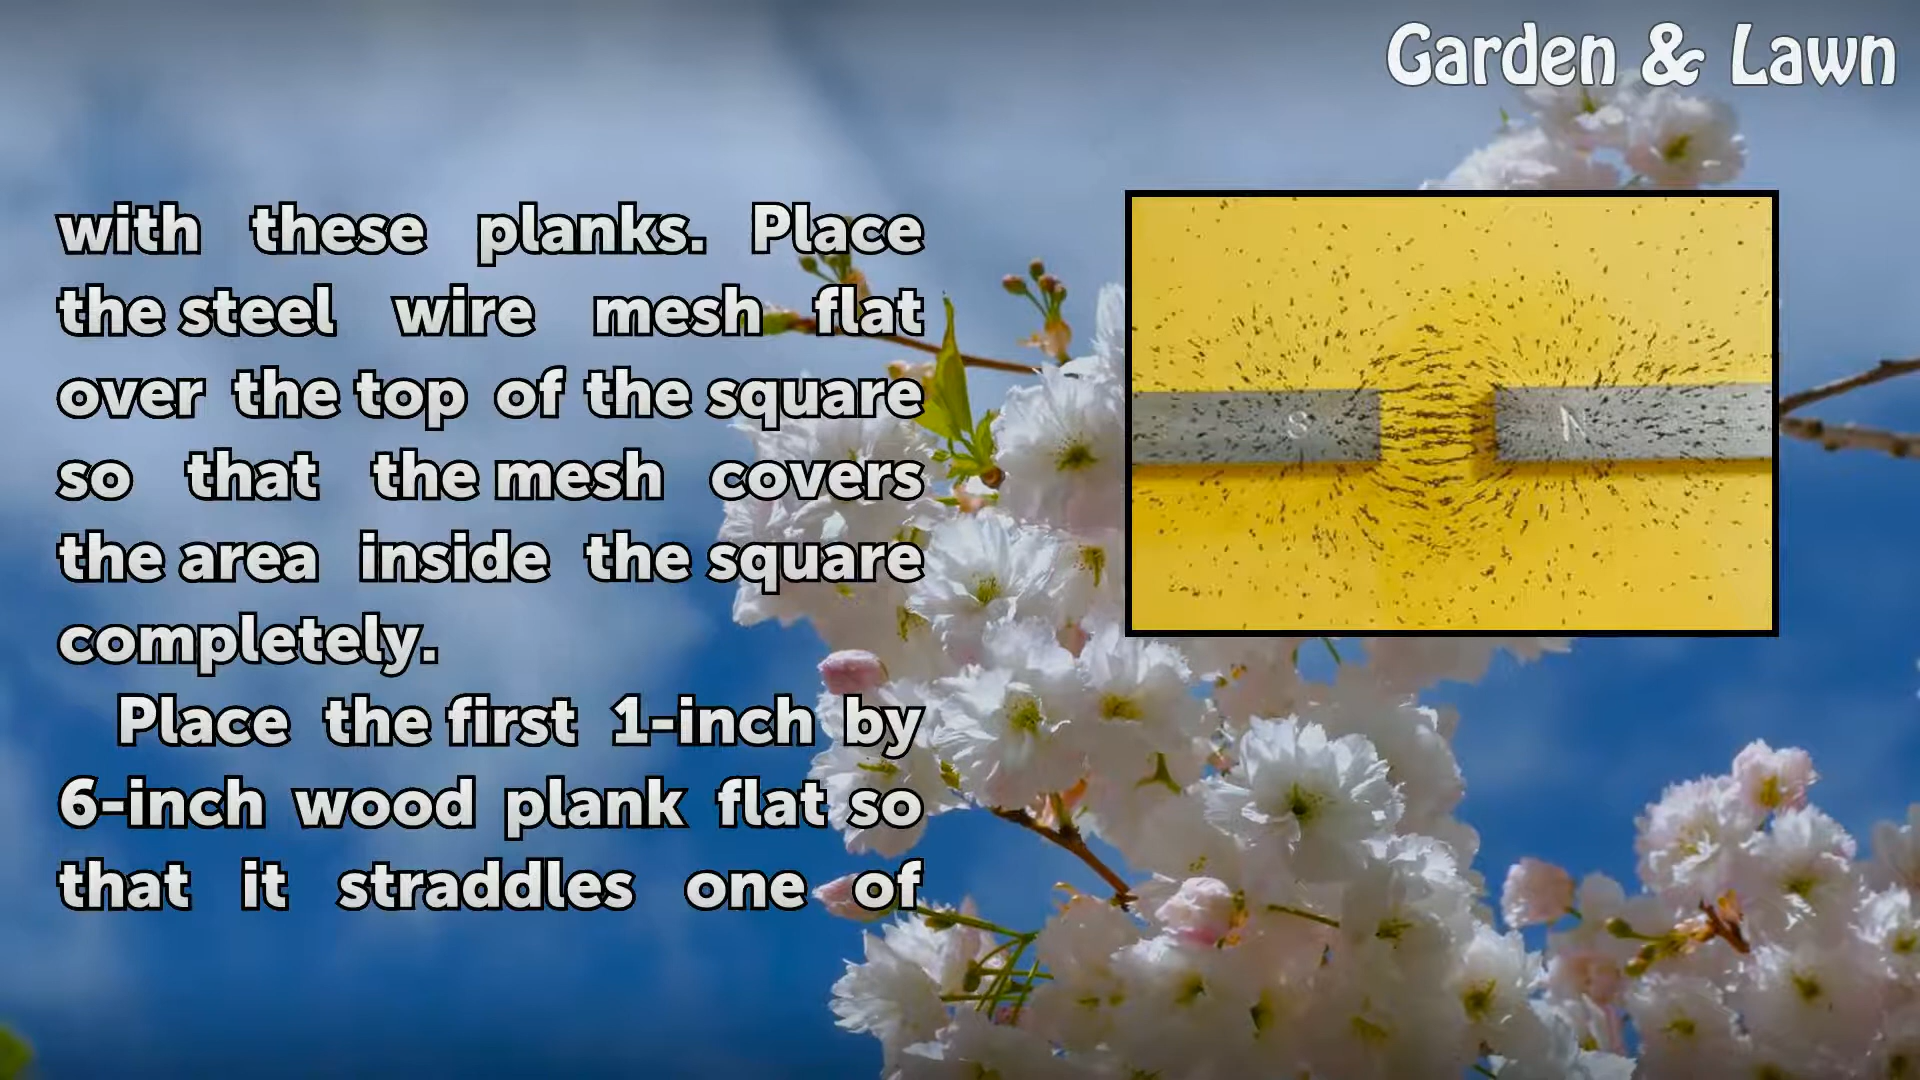 Garden & Lawn
with these planks. Place
the steel wire mesh flat
over the top of the square
so that the mesh covers
the area inside the square
completely.
Place the first 1-inch by
6-inch wood plank flat so
that it straddles one of
S
N